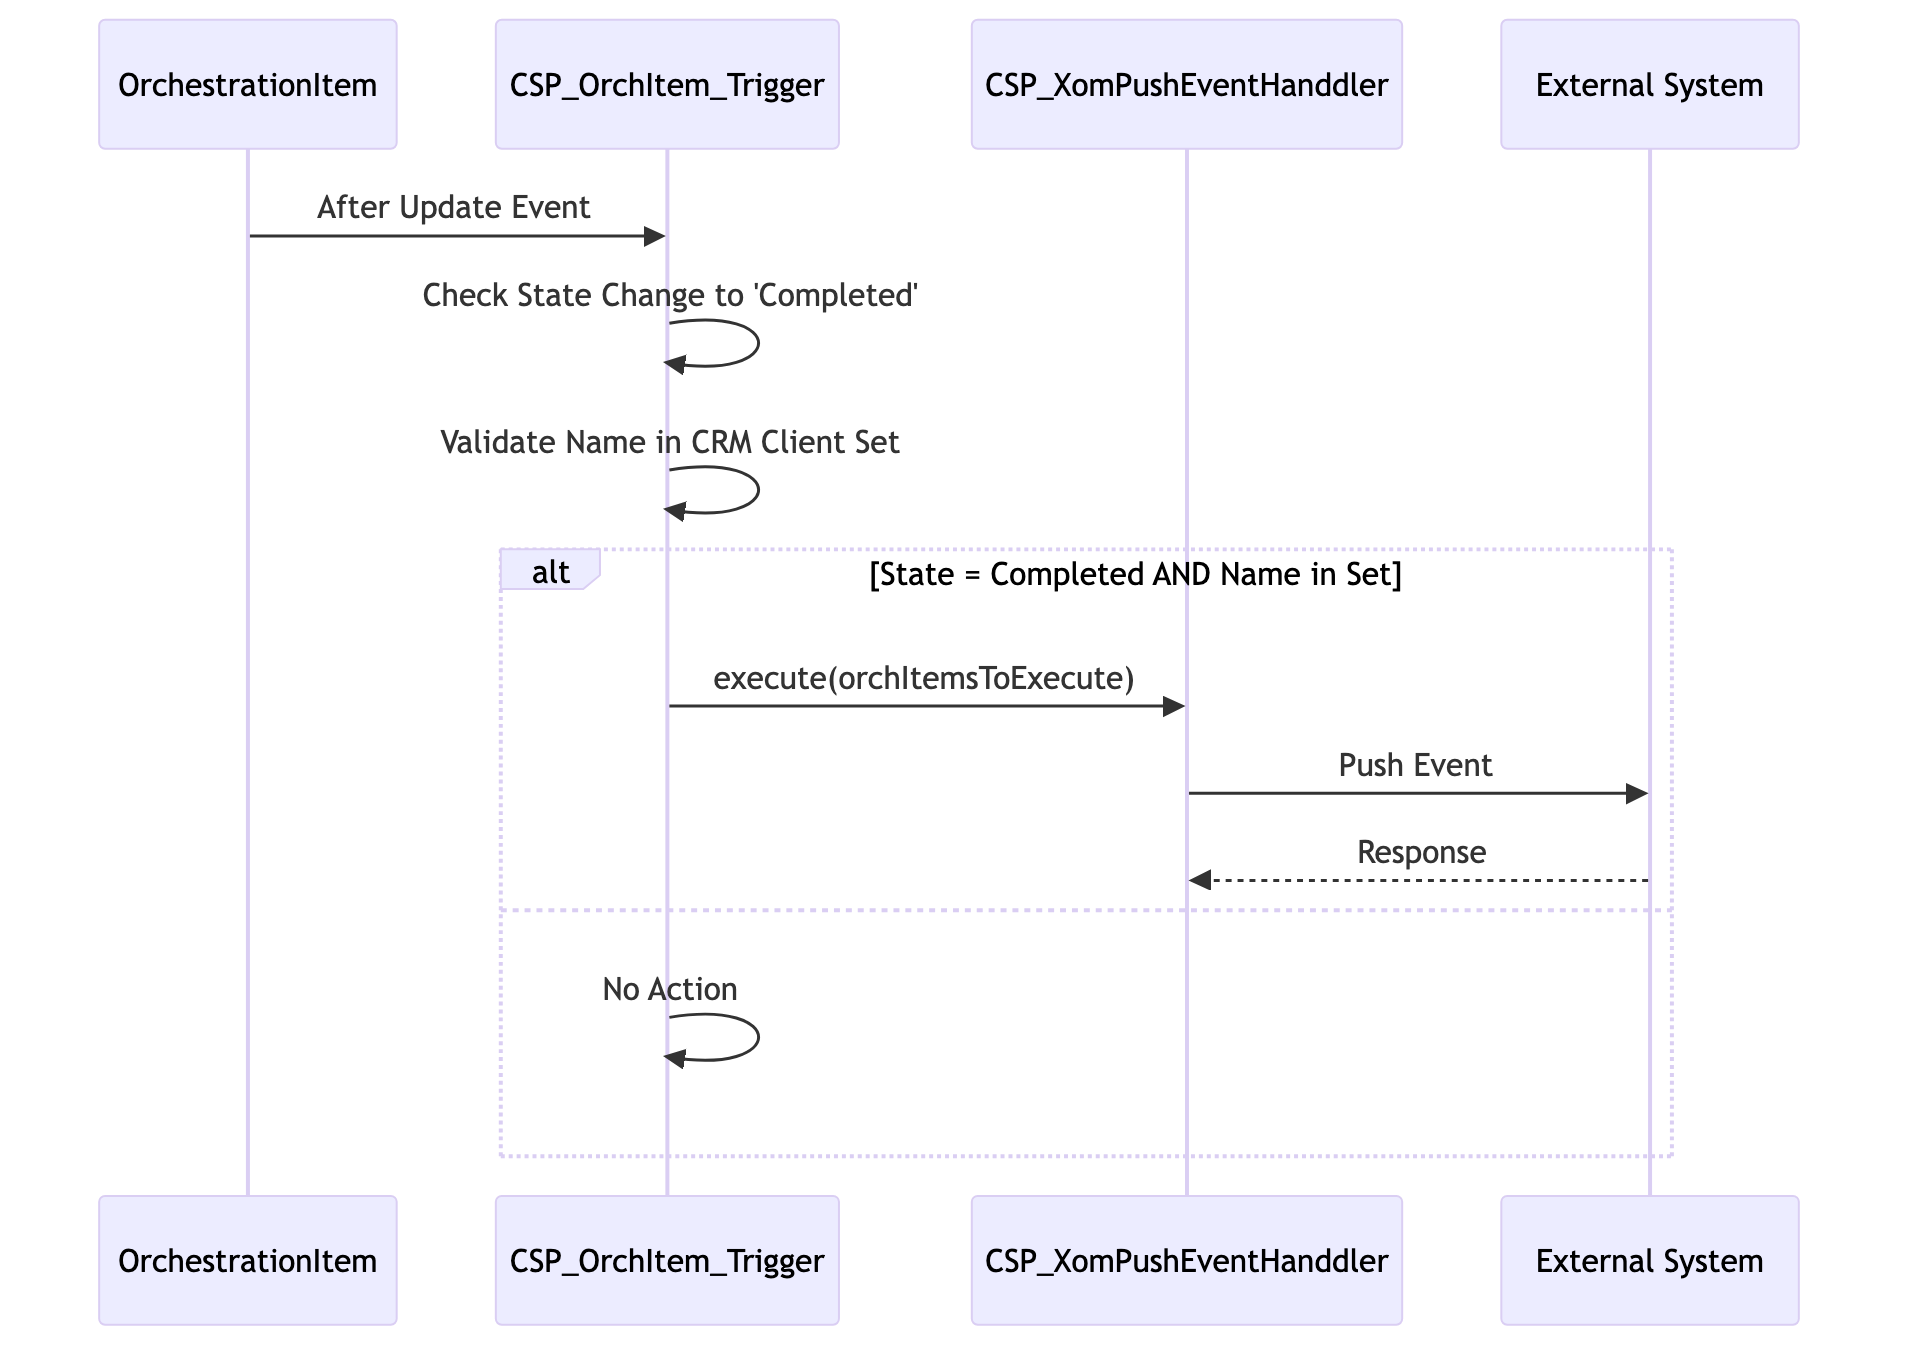 OrchestrationItem
CSP_OrchItem_Trigger
CSP_XomPushEventHanddler
External System
After Update Event
Check State Change to 'Completed'
Validate Name in CRM Client Set
alt
[State = Completed AND Name in Set]
execute(orchItemsToExecute)
Push Event
Response
No Action
OrchestrationItem
CSP_OrchItem_Trigger
CSP_XomPushEventHanddler
External System